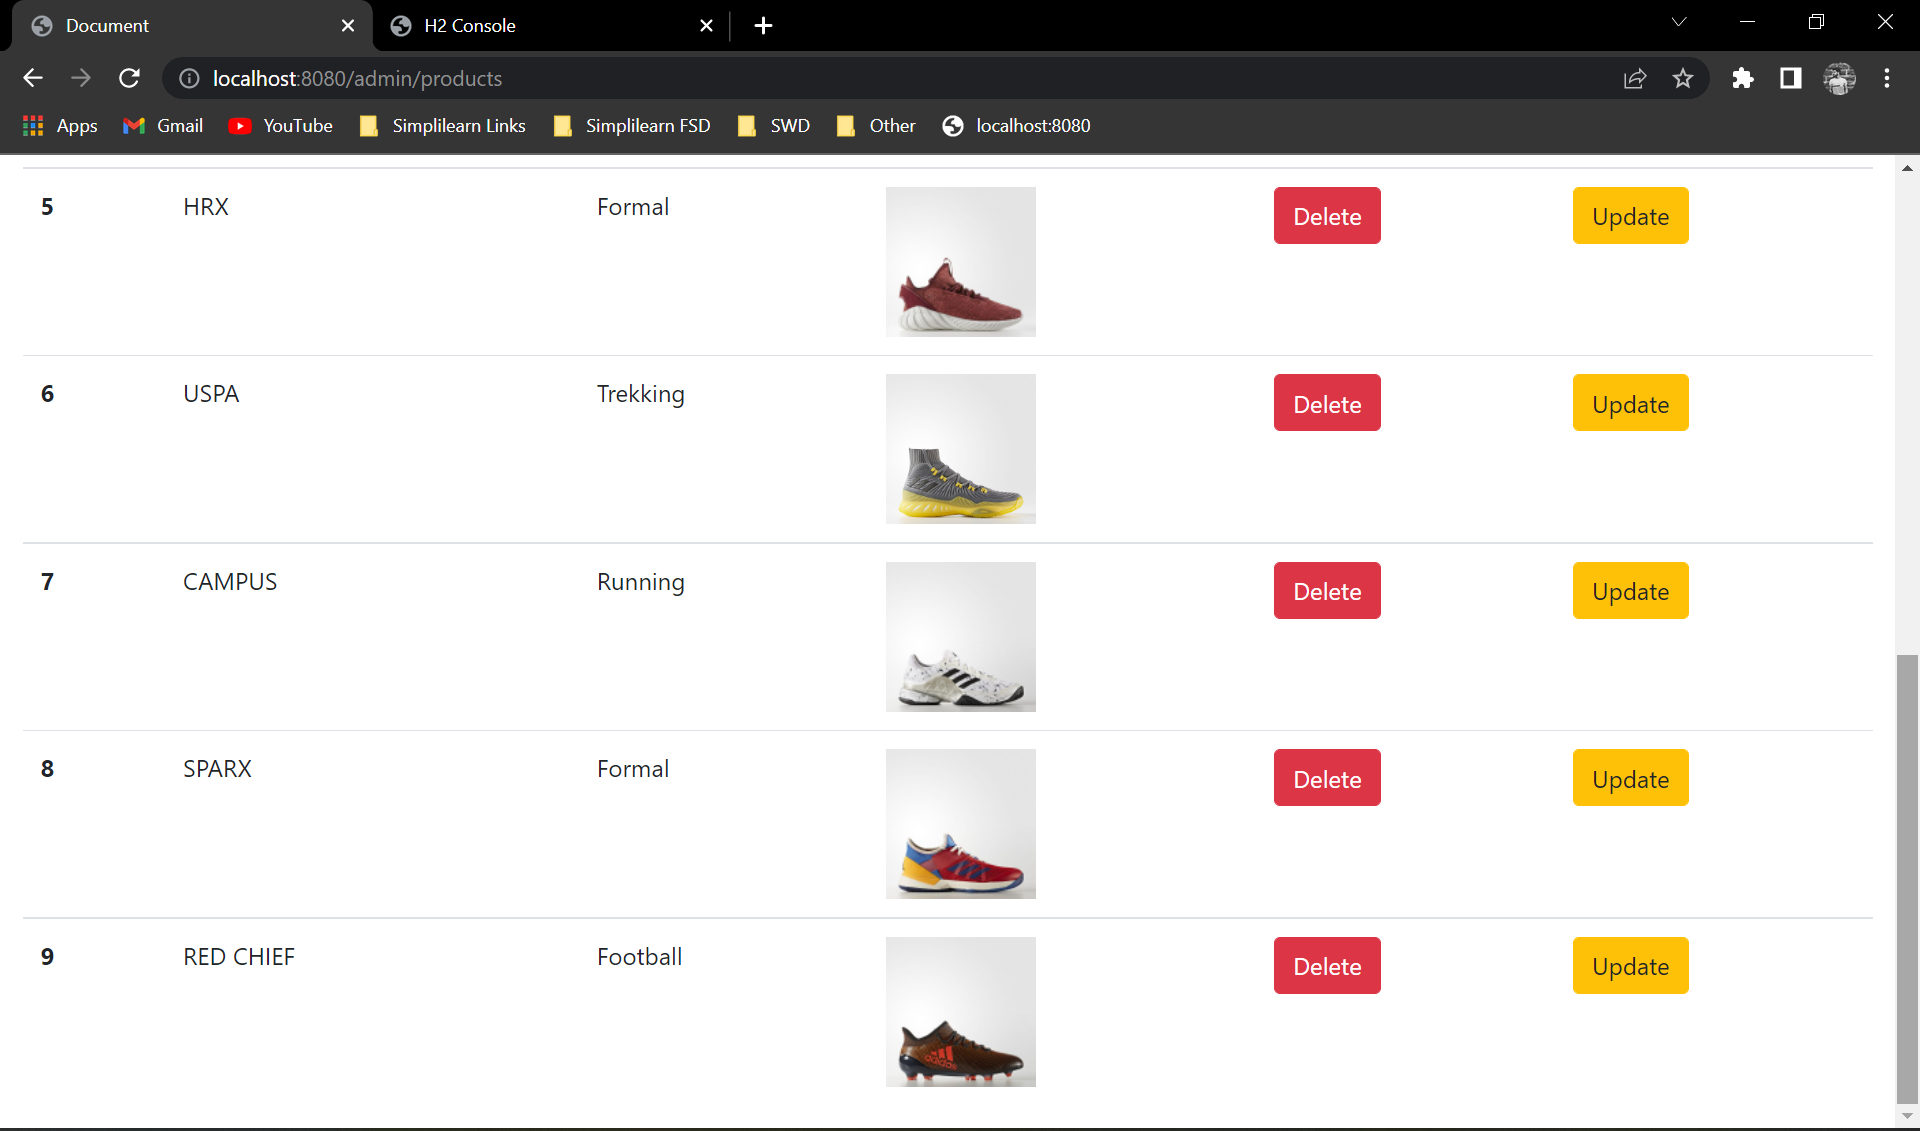 Document
H2 Console
localhost:8080/admin/products
Apps
Gmail
YouTube
Simplilearn Links
Simplilearn FSD
SWD
Other
localhost:8080
5 HRX Formal Delete Update
6 USPA Trekking Delete Update
7 CAMPUS Running Delete Update
8 SPARX Formal Delete Update
9 RED CHIEF Football Delete Update
adidas